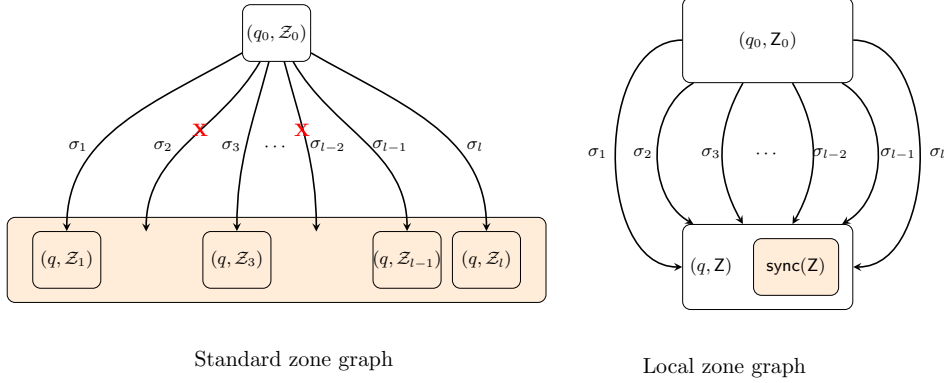 (q₀, 𝒵₀)
(q₀, Z₀)
x x
σ₁ σ₂ σ₃ ... σₗ₋₂ σₗ₋₁ σₗ
σ₁ σ₂ σ₃ ... σₗ₋₂ σₗ₋₁ σₗ
(q, 𝒵₁) (q, 𝒵₃) (q, 𝒵ₗ₋₁) (q, 𝒵ₗ)
(q, Z) sync(Z)
Standard zone graph
Local zone graph